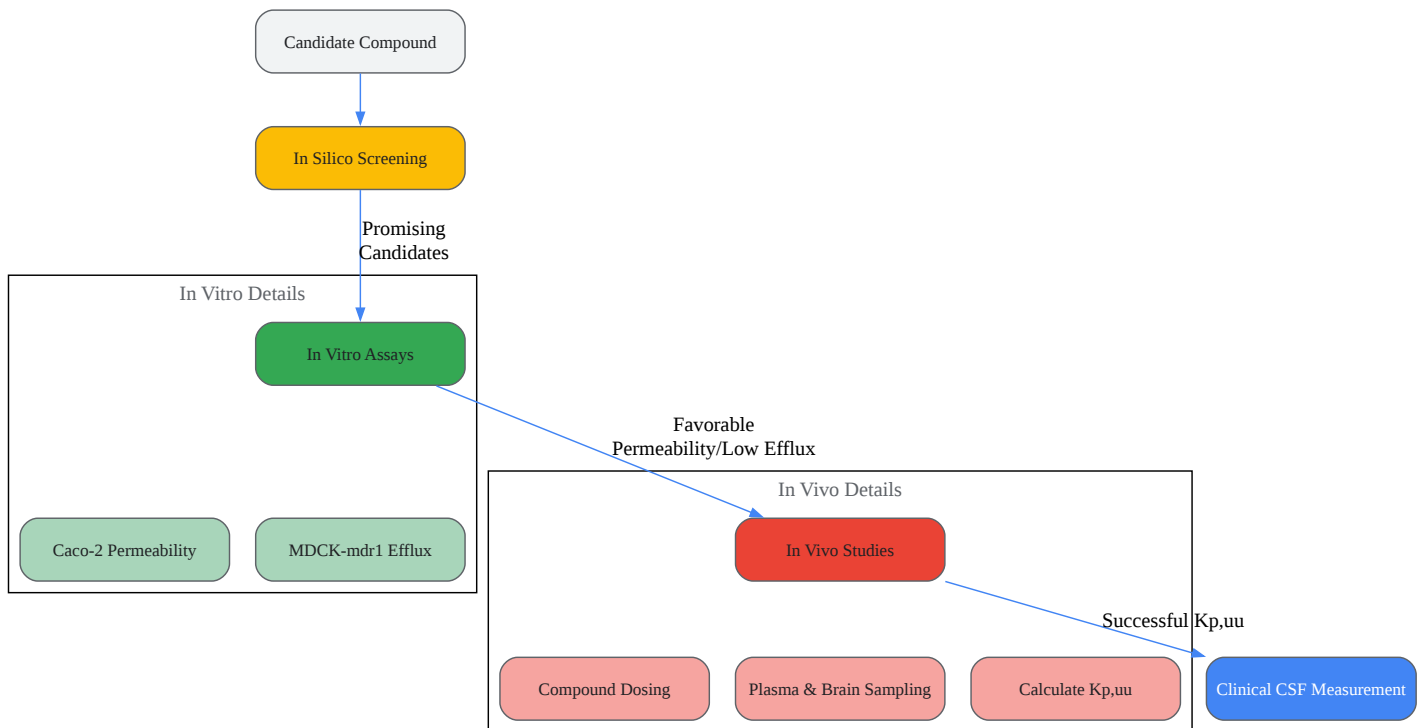 Candidate Compound
In Silico Screening
Promising
Candidates
In Vitro Details
In Vitro Assays
Favorable
Permeability/Low Efflux
In Vivo Details
Caco-2 Permeability
MDCK-mdr1 Efflux
In Vivo Studies
Successful Kp,uu
Compound Dosing
Plasma & Brain Sampling
Calculate Kp,uu
Clinical CSF Measurement